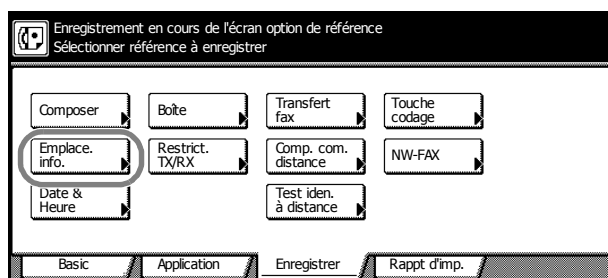 Enregistrement en cours de l'écran option de référence
Sélectionner référence à enregistrer
Composer
Boîte
Transfert
fax
Touche
codage
Emplace.
info.
Restrict.
TX/RX
Comp. com.
distance
NW-FAX
Date &
Heure
Test iden.
à distance
Basic
Application
Enregistrer
Rappt d'imp.